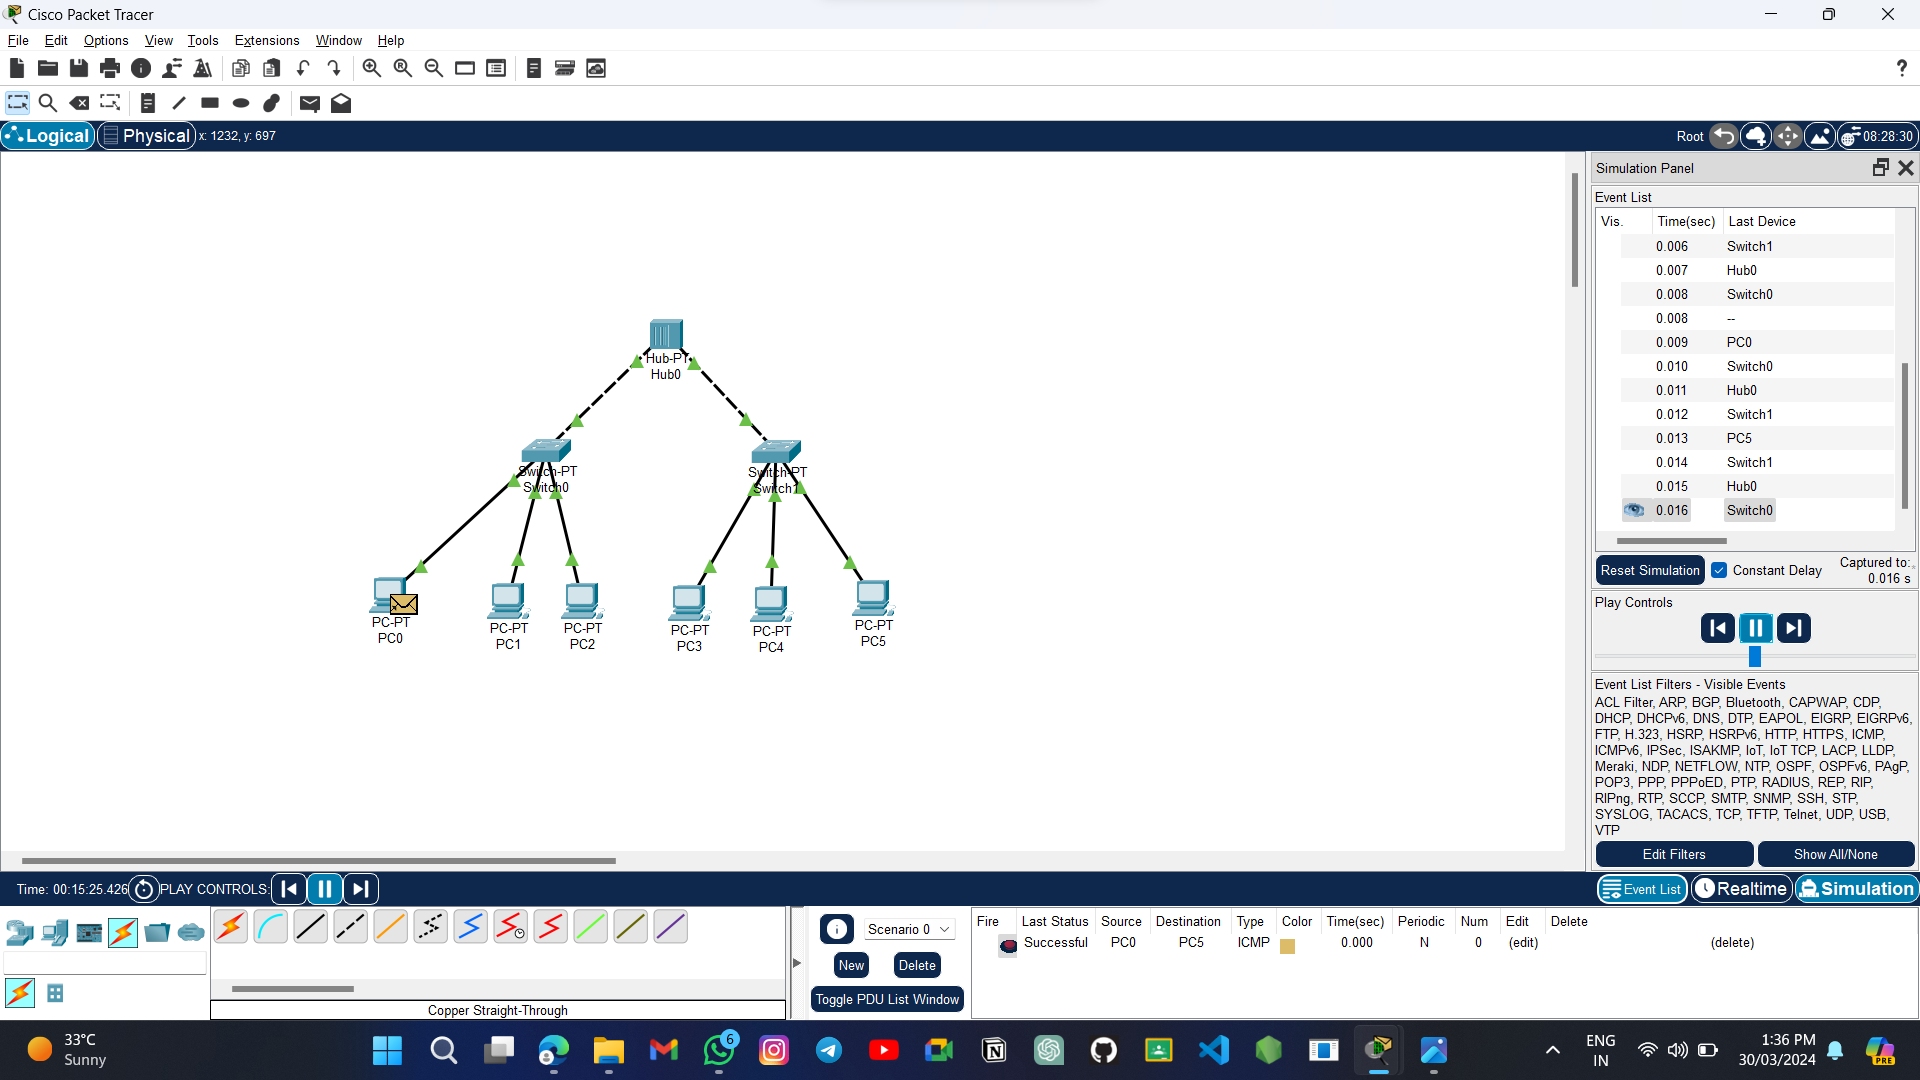 Cisco Packet Tracer
File Edit Options View Tools Extensions Window Help
Logical Physical x: 1232, y: 697
Root 08:28:30
Hub-PT
Hub0
Switch-PT
Switch0
Switch-PT
Switch1
PC-PT
PC0
PC-PT
PC1
PC-PT
PC2
PC-PT
PC3
PC-PT
PC4
PC-PT
PC5
Simulation Panel
Event List
Vis. Time(sec) Last Device
0.006 Switch1
0.007 Hub0
0.008 Switch0
0.008 --
0.009 PC0
0.010 Switch0
0.011 Hub0
0.012 Switch1
0.013 PC5
0.014 Switch1
0.015 Hub0
0.016 Switch0
Reset Simulation Constant Delay Captured to:
0.016 s
Play Controls
Event List Filters - Visible Events
ACL Filter, ARP, BGP, Bluetooth, CAPWAP, CDP,
DHCP, DHCPv6, DNS, DTP, EAPOL, EIGRP, EIGRPv6,
FTP, H.323, HSRP, HSRPv6, HTTP, HTTPS, ICMP,
ICMPv6, IPSec, ISAKMP, IoT, IoT TCP, LACP, LLDP,
Meraki, NDP, NETFLOW, NTP, OSPF, OSPFv6, PAgP,
POP3, PPP, PPPoED, PTP, RADIUS, REP, RIP,
RIPng, RTP, SCCP, SMTP, SNMP, SSH, STP,
SYSLOG, TACACS, TCP, TFTP, Telnet, UDP, USB,
VTP
Edit Filters Show All/None
Time: 00:15:25.426 PLAY CONTROLS:
Event List Realtime Simulation
Copper Straight-Through
Scenario 0
New Delete
Toggle PDU List Window
Fire Last Status Source Destination Type Color Time(sec) Periodic Num Edit Delete
Successful PC0 PC5 ICMP 0.000 N 0 (edit) (delete)
33°C
Sunny
6
ENG
IN
1:36 PM
30/03/2024
PRE